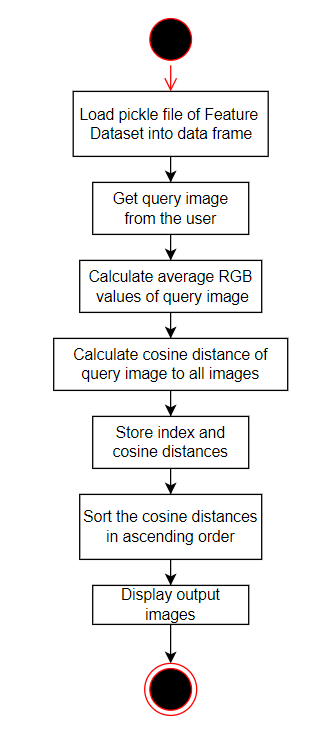 Load pickle file of Feature
Dataset into data frame
Get query image
from the user
Calculate average RGB
values of query image
Calculate cosine distance of
query image to all images
Store index and
cosine distances
Sort the cosine distances
in ascending order
Display output
images